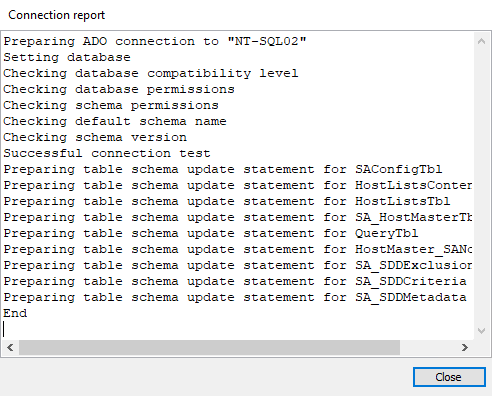 Connection report
Preparing ADO connection to "NT-SQL02"
Setting database
Checking database compatibility level
Checking database permissions
Checking schema permissions
Checking default schema name
Checking schema version
Successful connection test
Preparing table schema update statement for SAConfigTbl
Preparing table schema update statement for
Preparing table schema update statement for HostListsTbl
Preparing table schema update statement for
Preparing table schema update statement for QueryTbl
Preparing table schema update statement for
Preparing table schema update statement for SA_SDDExclusion
Preparing table schema update statement for SA_SDDCriteria
Preparing table schema update statement for SA_SDDMetadata
End
Close